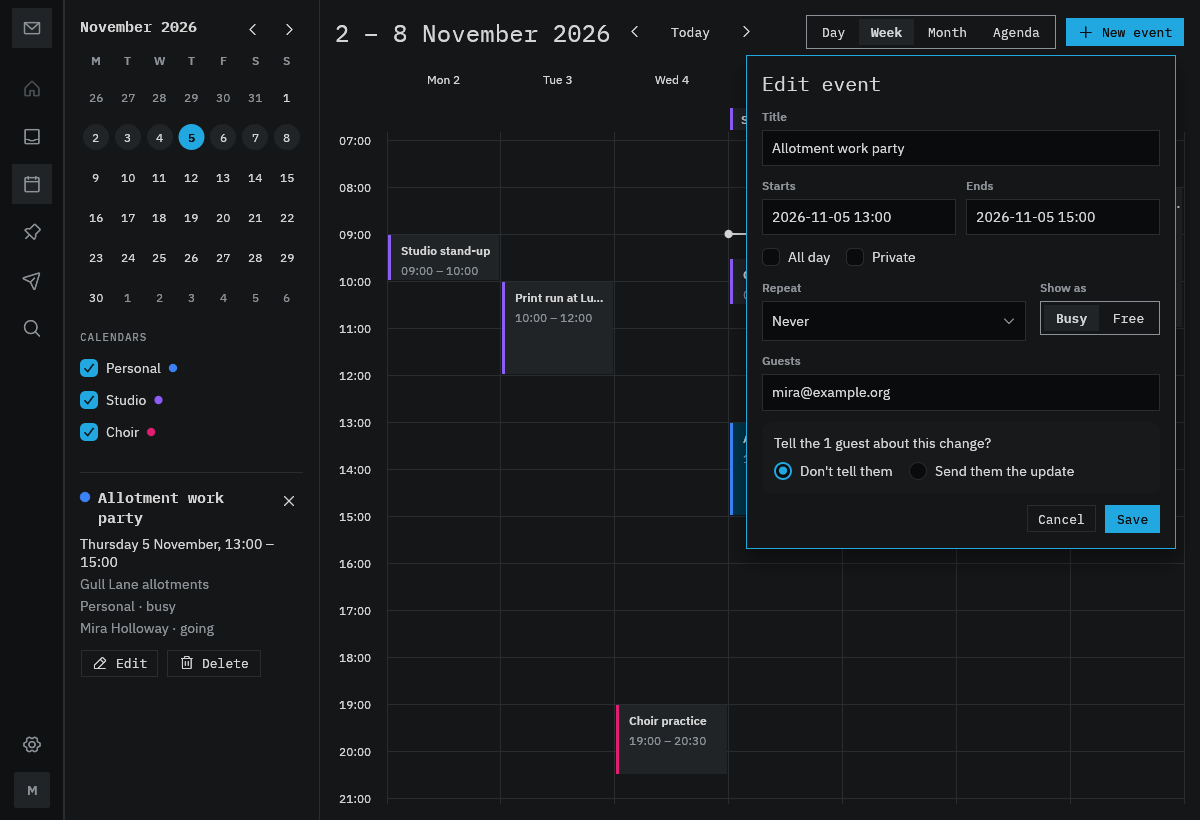 November 2026
M T W T F S S
26 27 28 29 30 31 1
2 3 4 5 6 7 8
9 10 11 12 13 14 15
16 17 18 19 20 21 22
23 24 25 26 27 28 29
30 1 2 3 4 5 6
CALENDARS
Personal
Studio
Choir
Allotment work
party
Thursday 5 November, 13:00 –
15:00
Gull Lane allotments
Personal · busy
Mira Holloway · going
Edit Delete
M
2 – 8 November 2026
Today
Day Week Month Agenda
New event
Mon 2 Tue 3 Wed 4
07:00
08:00
09:00
10:00
11:00
12:00
13:00
14:00
15:00
16:00
17:00
18:00
19:00
20:00
21:00
Studio stand-up
09:00 – 10:00
Print run at Lu...
10:00 – 12:00
Choir practice
19:00 – 20:30
Edit event
Title
Allotment work party
Starts Ends
2026-11-05 13:00 2026-11-05 15:00
All day Private
Repeat Show as
Never Busy Free
Guests
mira@example.org
Tell the 1 guest about this change?
Don't tell them Send them the update
Cancel Save